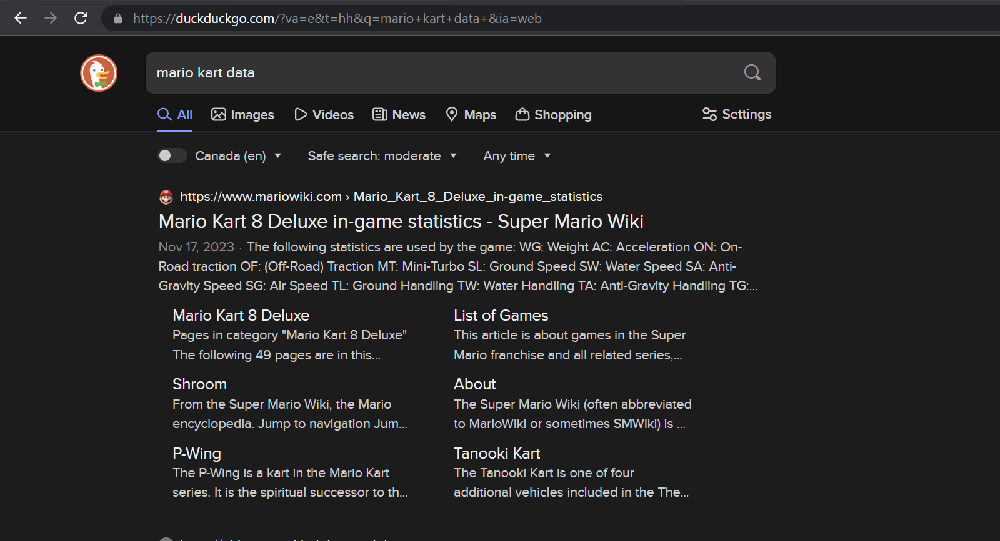 https://duckduckgo.com/?va=e&t=hh&q=mario+kart+data+&ia=web
mario kart data
All Images Videos News Maps Shopping Settings
Canada (en) Safe search: moderate Any time
https://www.mariowiki.com › Mario_Kart_8_Deluxe_in-game_statistics
Mario Kart 8 Deluxe in-game statistics - Super Mario Wiki
Nov 17, 2023 · The following statistics are used by the game: WG: Weight AC: Acceleration ON: On-
Road traction OF: (Off-Road) Traction MT: Mini-Turbo SL: Ground Speed SW: Water Speed SA: Anti-
Gravity Speed SG: Air Speed TL: Ground Handling TW: Water Handling TA: Anti-Gravity Handling TG:...
Mario Kart 8 Deluxe
Pages in category "Mario Kart 8 Deluxe"
The following 49 pages are in this...
List of Games
This article is about games in the Super
Mario franchise and all related series,...
Shroom
From the Super Mario Wiki, the Mario
encyclopedia. Jump to navigation Jum...
About
The Super Mario Wiki (often abbreviated
to MarioWiki or sometimes SMWiki) is ...
P-Wing
The P-Wing is a kart in the Mario Kart
series. It is the spiritual successor to th...
Tanooki Kart
The Tanooki Kart is one of four
additional vehicles included in the The...